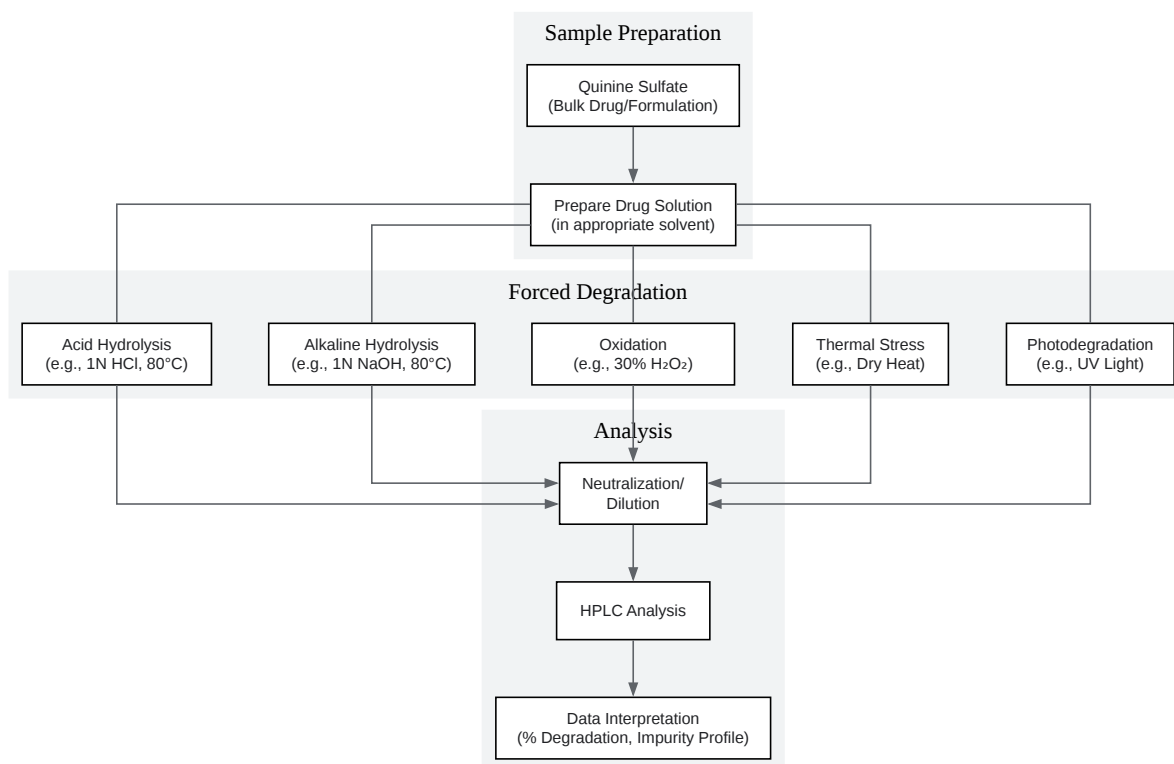 Sample Preparation
Quinine Sulfate
(Bulk Drug/Formulation)
Prepare Drug Solution
(in appropriate solvent)
Forced Degradation
Acid Hydrolysis
(e.g., 1N HCl, 80°C)
Alkaline Hydrolysis
(e.g., 1N NaOH, 80°C)
Oxidation
(e.g., 30% H₂O₂)
Thermal Stress
(e.g., Dry Heat)
Photodegradation
(e.g., UV Light)
Analysis
Neutralization/
Dilution
HPLC Analysis
Data Interpretation
(% Degradation, Impurity Profile)